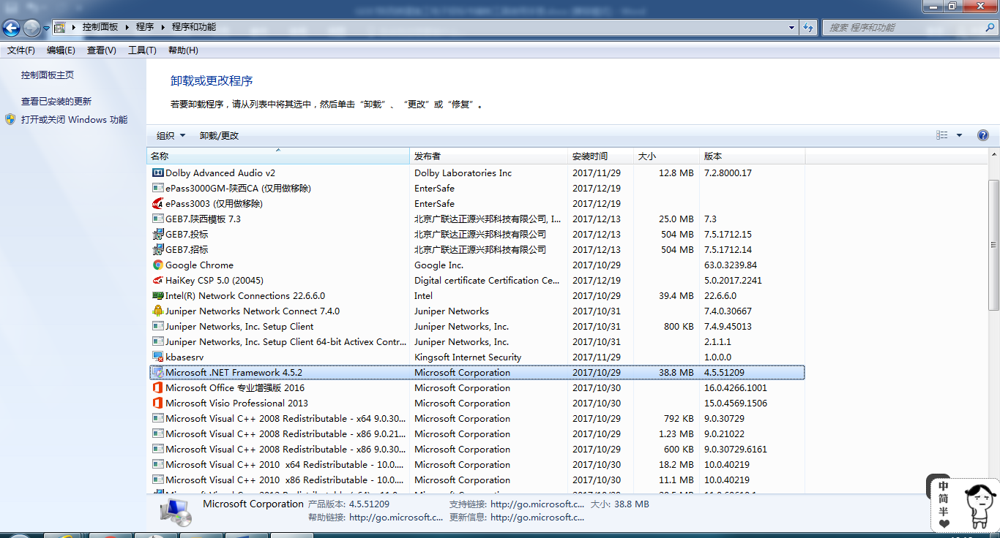 控制面板 程序 程序和功能
搜索 程序和功能
文件(F) 编辑(E) 查看(V) 工具(T) 帮助(H)
控制面板主页
查看已安装的更新
打开或关闭 Windows 功能
卸载或更改程序
若要卸载程序，请从列表中将其选中，然后单击“卸载”、“更改”或“修复”。
组织 卸载/更改
名称 发布者 安装时间 大小 版本
Dolby Advanced Audio v2 Dolby Laboratories Inc 2017/11/29 12.8 MB 7.2.8000.17
ePass3000GM-陕西CA (仅用做移除) EnterSafe 2017/12/19
ePass3003 (仅用做移除) EnterSafe 2017/12/19
GEB7.陕西模板 7.3 北京广联达正源兴邦科技有限公司, I... 2017/12/13 25.0 MB 7.3
GEB7.投标 北京广联达正源兴邦科技有限公司 2017/12/13 504 MB 7.5.1712.15
GEB7.招标 北京广联达正源兴邦科技有限公司 2017/12/13 504 MB 7.5.1712.14
Google Chrome Google Inc. 2017/10/29 63.0.3239.84
HaiKey CSP 5.0 (20045) Digital certificate Certification Ce... 2017/12/19 5.0.2017.2241
Intel(R) Network Connections 22.6.6.0 Intel 2017/10/29 39.4 MB 22.6.6.0
Juniper Networks Network Connect 7.4.0 Juniper Networks 2017/10/31 7.4.0.30667
Juniper Networks, Inc. Setup Client Juniper Networks, Inc. 2017/10/31 800 KB 7.4.9.45013
Juniper Networks, Inc. Setup Client 64-bit Activex Contr... Juniper Networks, Inc. 2017/10/31 2.1.1.1
kbasesrv Kingsoft Internet Security 2017/11/29 1.0.0.0
Microsoft .NET Framework 4.5.2 Microsoft Corporation 2017/10/29 38.8 MB 4.5.51209
Microsoft Office 专业增强版 2016 Microsoft Corporation 2017/10/30 16.0.4266.1001
Microsoft Visio Professional 2013 Microsoft Corporation 2017/10/30 15.0.4569.1506
Microsoft Visual C++ 2008 Redistributable - x64 9.0.30... Microsoft Corporation 2017/10/29 792 KB 9.0.30729
Microsoft Visual C++ 2008 Redistributable - x86 9.0.21... Microsoft Corporation 2017/10/29 1.23 MB 9.0.21022
Microsoft Visual C++ 2008 Redistributable - x86 9.0.30... Microsoft Corporation 2017/10/29 600 KB 9.0.30729.6161
Microsoft Visual C++ 2010 x64 Redistributable - 10.0.... Microsoft Corporation 2017/10/30 18.2 MB 10.0.40219
Microsoft Visual C++ 2010 x86 Redistributable - 10.0.... Microsoft Corporation 2017/10/30 11.1 MB 10.0.40219
Microsoft Corporation 产品版本: 4.5.51209 支持链接: http://go.microsoft.c... 大小: 38.8 MB
帮助链接: http://go.microsoft.c... 更新信息: http://go.microsoft.c...
中
简
半